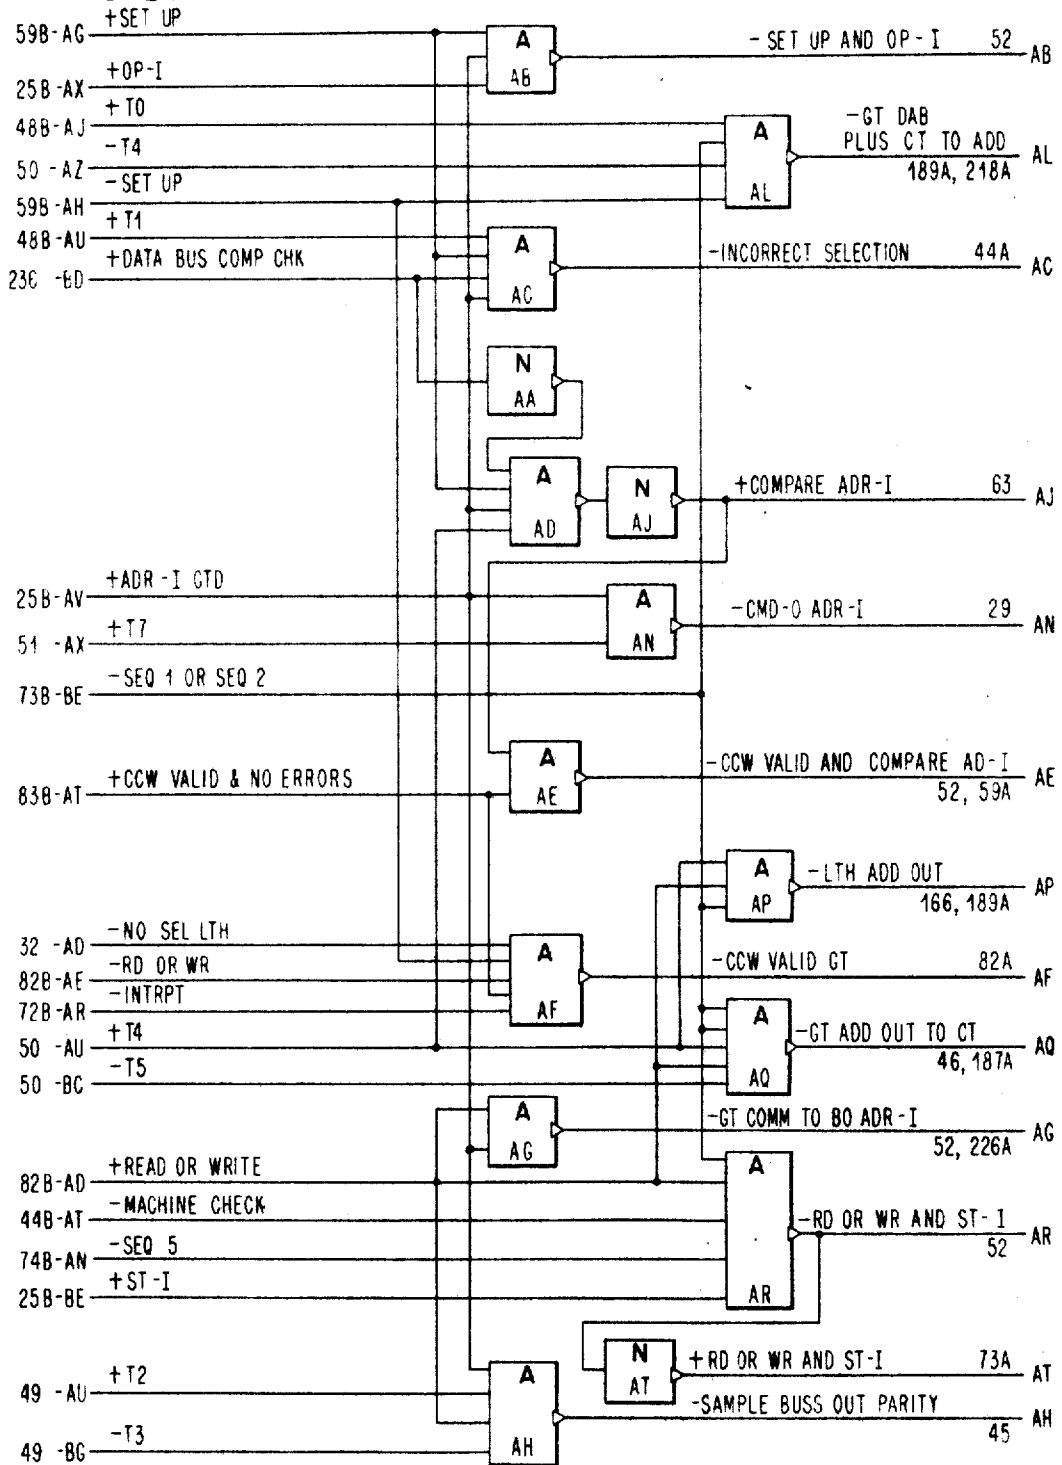 +SET UP
59B-AG
A
AB
-SET UP AND OP-I 52
AB
+OP-I
25B-AX
+T0
48B-AJ
A
AL
-GT DAB
PLUS CT TO ADD
189A, 218A
AL
-T4
50 -AZ
-SET UP
59B-AH
+T1
48B-AU
A
AC
-INCORRECT SELECTION 44A
AC
+DATA BUS COMP CHK
23C -BD
N
AA
A
AD
N
AJ
+COMPARE ADR-I 63
AJ
+ADR-I GTD
25B-AV
A
AN
-CMD-O ADR-I 29
AN
+T7
51 -AX
-SEQ 1 OR SEQ 2
73B-BE
A
AE
-CCW VALID AND COMPARE AD-I
52, 59A
AE
+CCW VALID & NO ERRORS
83B-AT
A
AP
-LTH ADD OUT
166, 189A
AP
-NO SEL LTH
32 -AD
A
AF
-CCW VALID GT 82A
AF
-RD OR WR
82B-AE
-INTRPT
72B-AR
+T4
50 -AU
A
AQ
-GT ADD OUT TO CT
46, 187A
AQ
-T5
50 -BC
A
AG
-GT COMM TO BO ADR-I
52, 226A
AG
+READ OR WRITE
82B-AD
A
AR
-RD OR WR AND ST-I
52
AR
-MACHINE CHECK
44B-AT
-SEQ 5
74B-AN
+ST-I
25B-BE
N
AT
+RD OR WR AND ST-I 73A
AT
+T2
49 -AU
A
AH
-SAMPLE BUSS OUT PARITY
45
AH
-T3
49 -BG